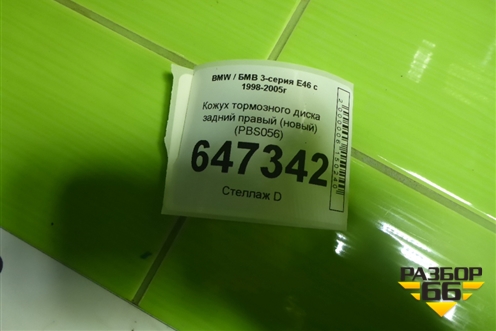 BMW / БМВ 3-серия E46 с
1998-2005г
Кожух тормозного диска
задний правый (новый)
(PBS056)
647342
Стеллаж D
РАЗБОР
66